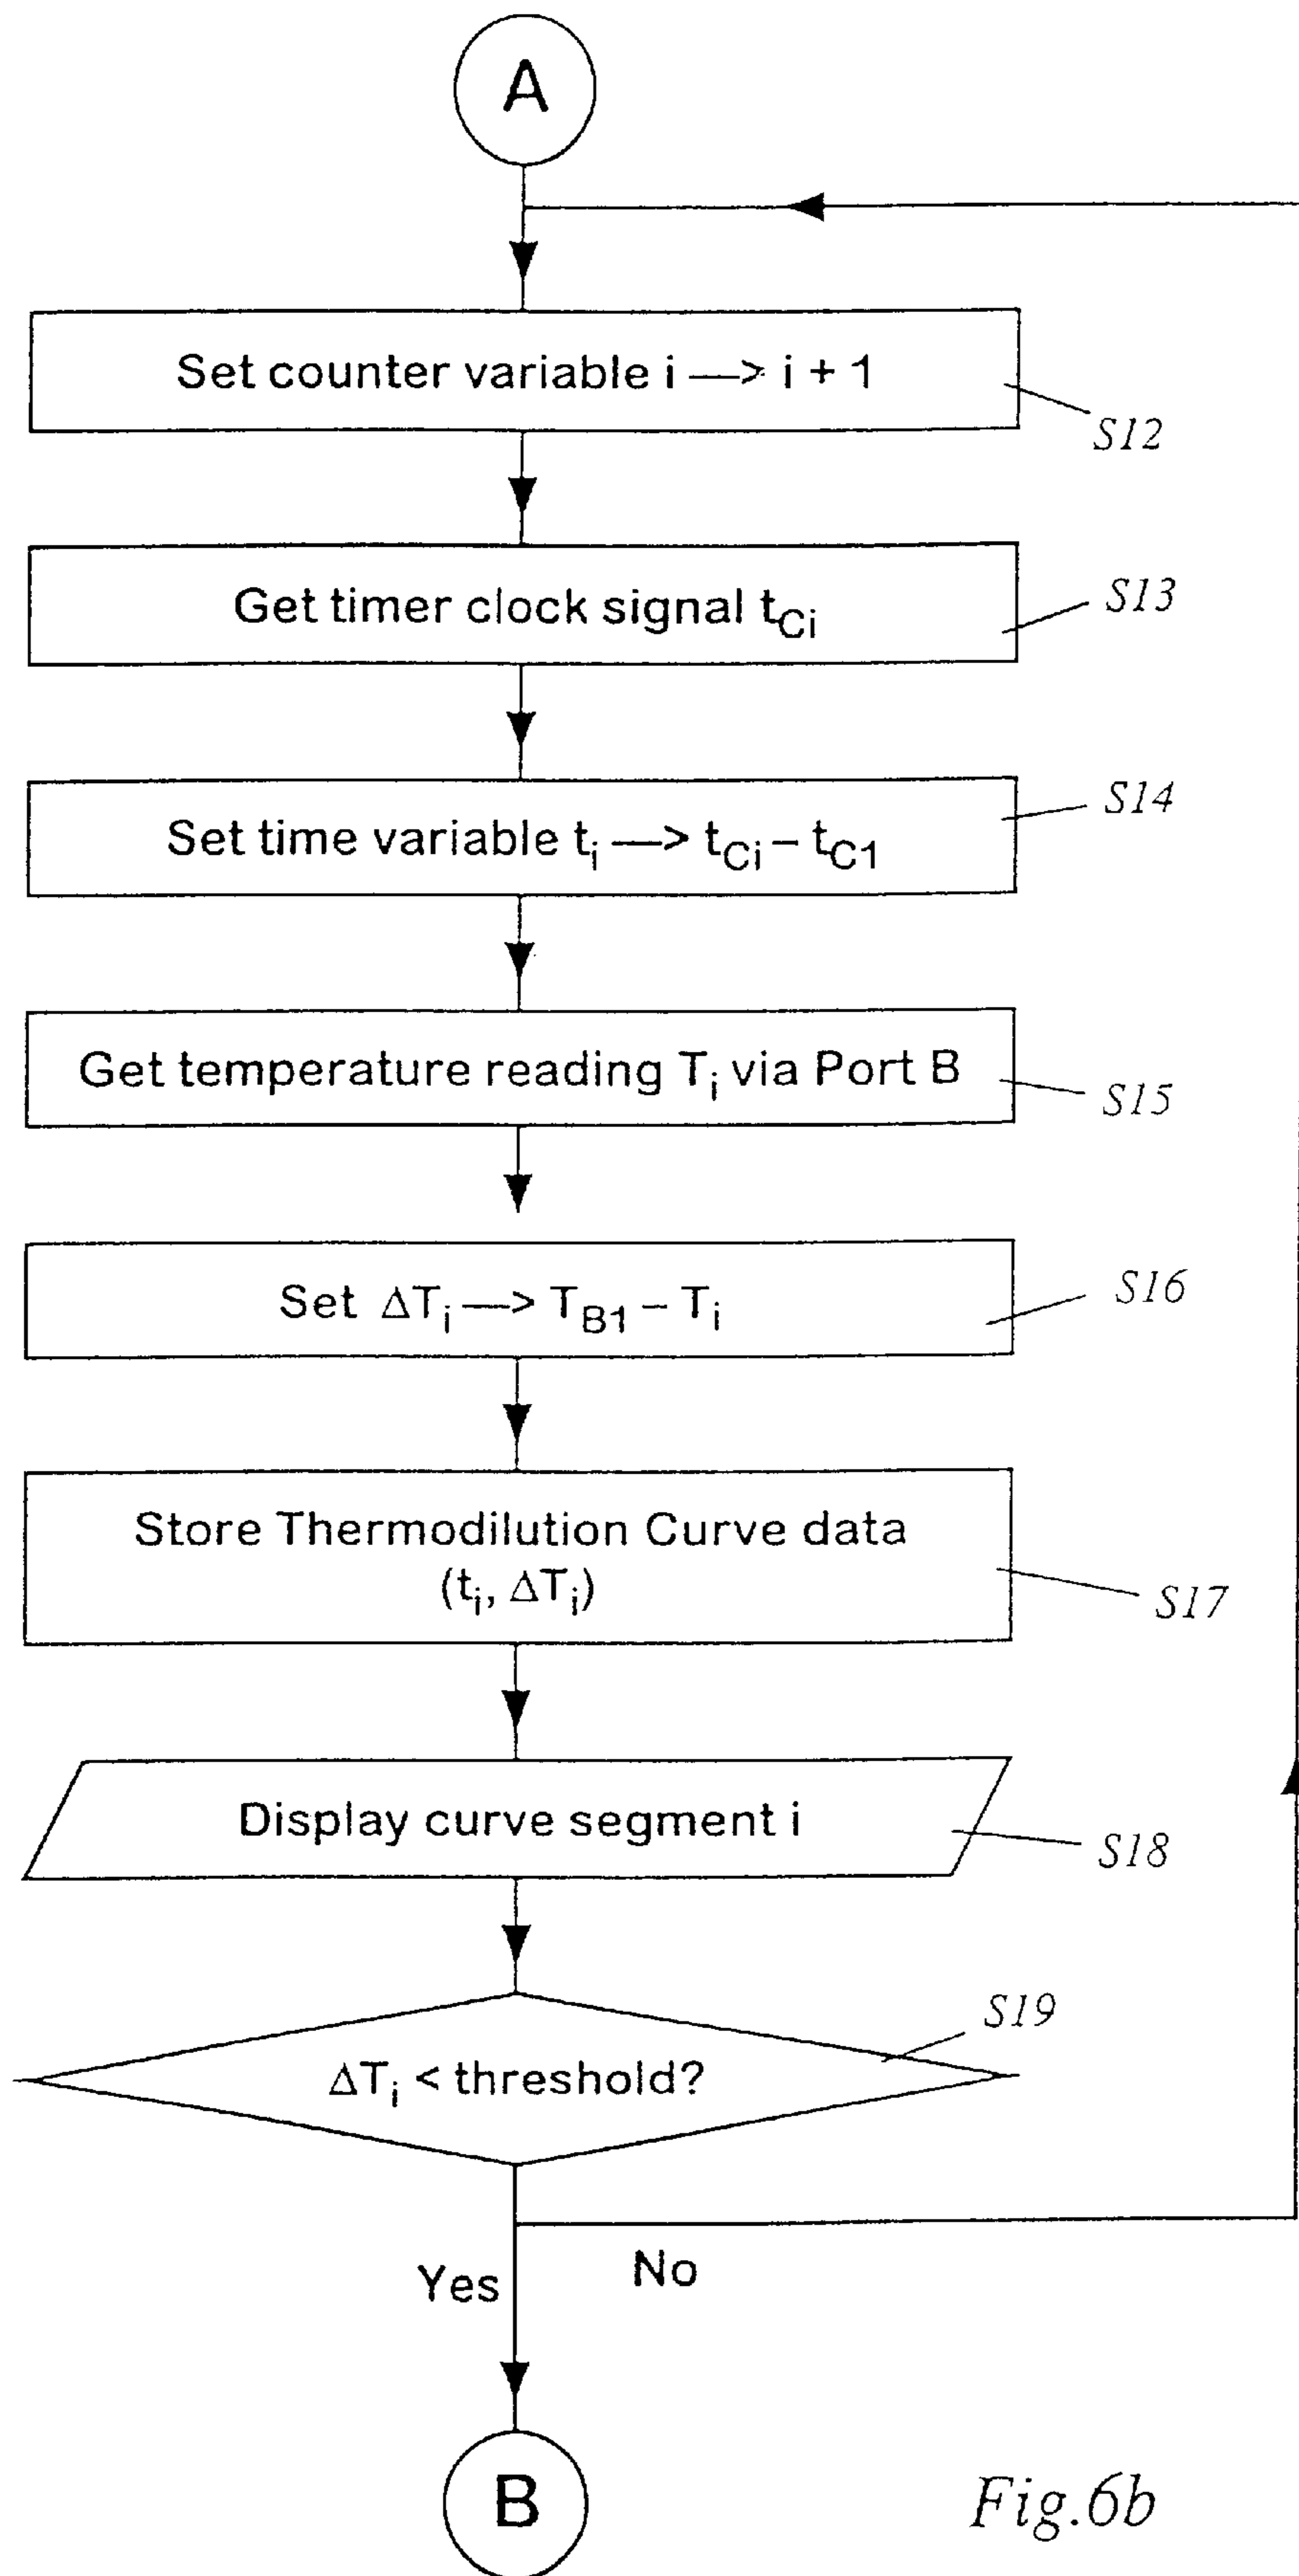 A
Set counter variable i —> i + 1
S12
Get timer clock signal tCi
S13
Set time variable ti —> tCi – tC1
S14
Get temperature reading Ti via Port B
S15
Set ΔTi —> TB1 – Ti
S16
Store Thermodilution Curve data
(ti, ΔTi)
S17
Display curve segment i
S18
S19
ΔTi < threshold?
Yes
No
B
Fig.6b